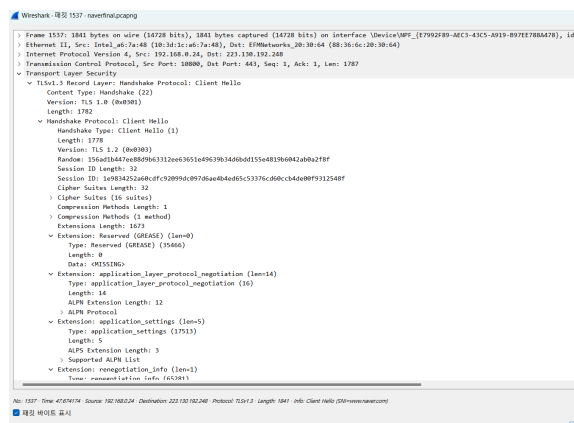 Wireshark · 패킷 1537 · naverfinal.pcapng
> Frame 1537: 1841 bytes on wire (14728 bits), 1841 bytes captured (14728 bits) on interface \Device\NPF_{E7992F89-AEC3-43C5-A919-B97EE788A478}, id
> Ethernet II, Src: Intel_a6:7a:48 (10:3d:1c:a6:7a:48), Dst: EFMNetworks_20:30:64 (88:36:6c:20:30:64)
> Internet Protocol Version 4, Src: 192.168.0.24, Dst: 223.130.192.248
> Transmission Control Protocol, Src Port: 10800, Dst Port: 443, Seq: 1, Ack: 1, Len: 1787
Transport Layer Security
TLSv1.3 Record Layer: Handshake Protocol: Client Hello
Content Type: Handshake (22)
Version: TLS 1.0 (0x0301)
Length: 1782
Handshake Protocol: Client Hello
Handshake Type: Client Hello (1)
Length: 1778
Version: TLS 1.2 (0x0303)
Random: 156ad1b447ee88d9b63312ee63651e49639b34d6bdd155e4819b6042ab0a2f8f
Session ID Length: 32
Session ID: 1e9834252a60cdfc92099dc097d6ae4b4ed65c53376cd60ccb4de00f9312548f
Cipher Suites Length: 32
> Cipher Suites (16 suites)
Compression Methods Length: 1
> Compression Methods (1 method)
Extensions Length: 1673
Extension: Reserved (GREASE) (len=0)
Type: Reserved (GREASE) (35466)
Length: 0
Data: <MISSING>
Extension: application_layer_protocol_negotiation (len=14)
Type: application_layer_protocol_negotiation (16)
Length: 14
ALPN Extension Length: 12
> ALPN Protocol
Extension: application_settings (len=5)
Type: application_settings (17513)
Length: 5
ALPS Extension Length: 3
> Supported ALPN List
Extension: renegotiation_info (len=1)
Type: renegotiation_info (65281)
No.: 1537 · Time: 47.674174 · Source: 192.168.0.24 · Destination: 223.130.192.248 · Protocol: TLSv1.3 · Length: 1841 · Info: Client Hello (SNI=www.naver.com)
패킷 바이트 표시